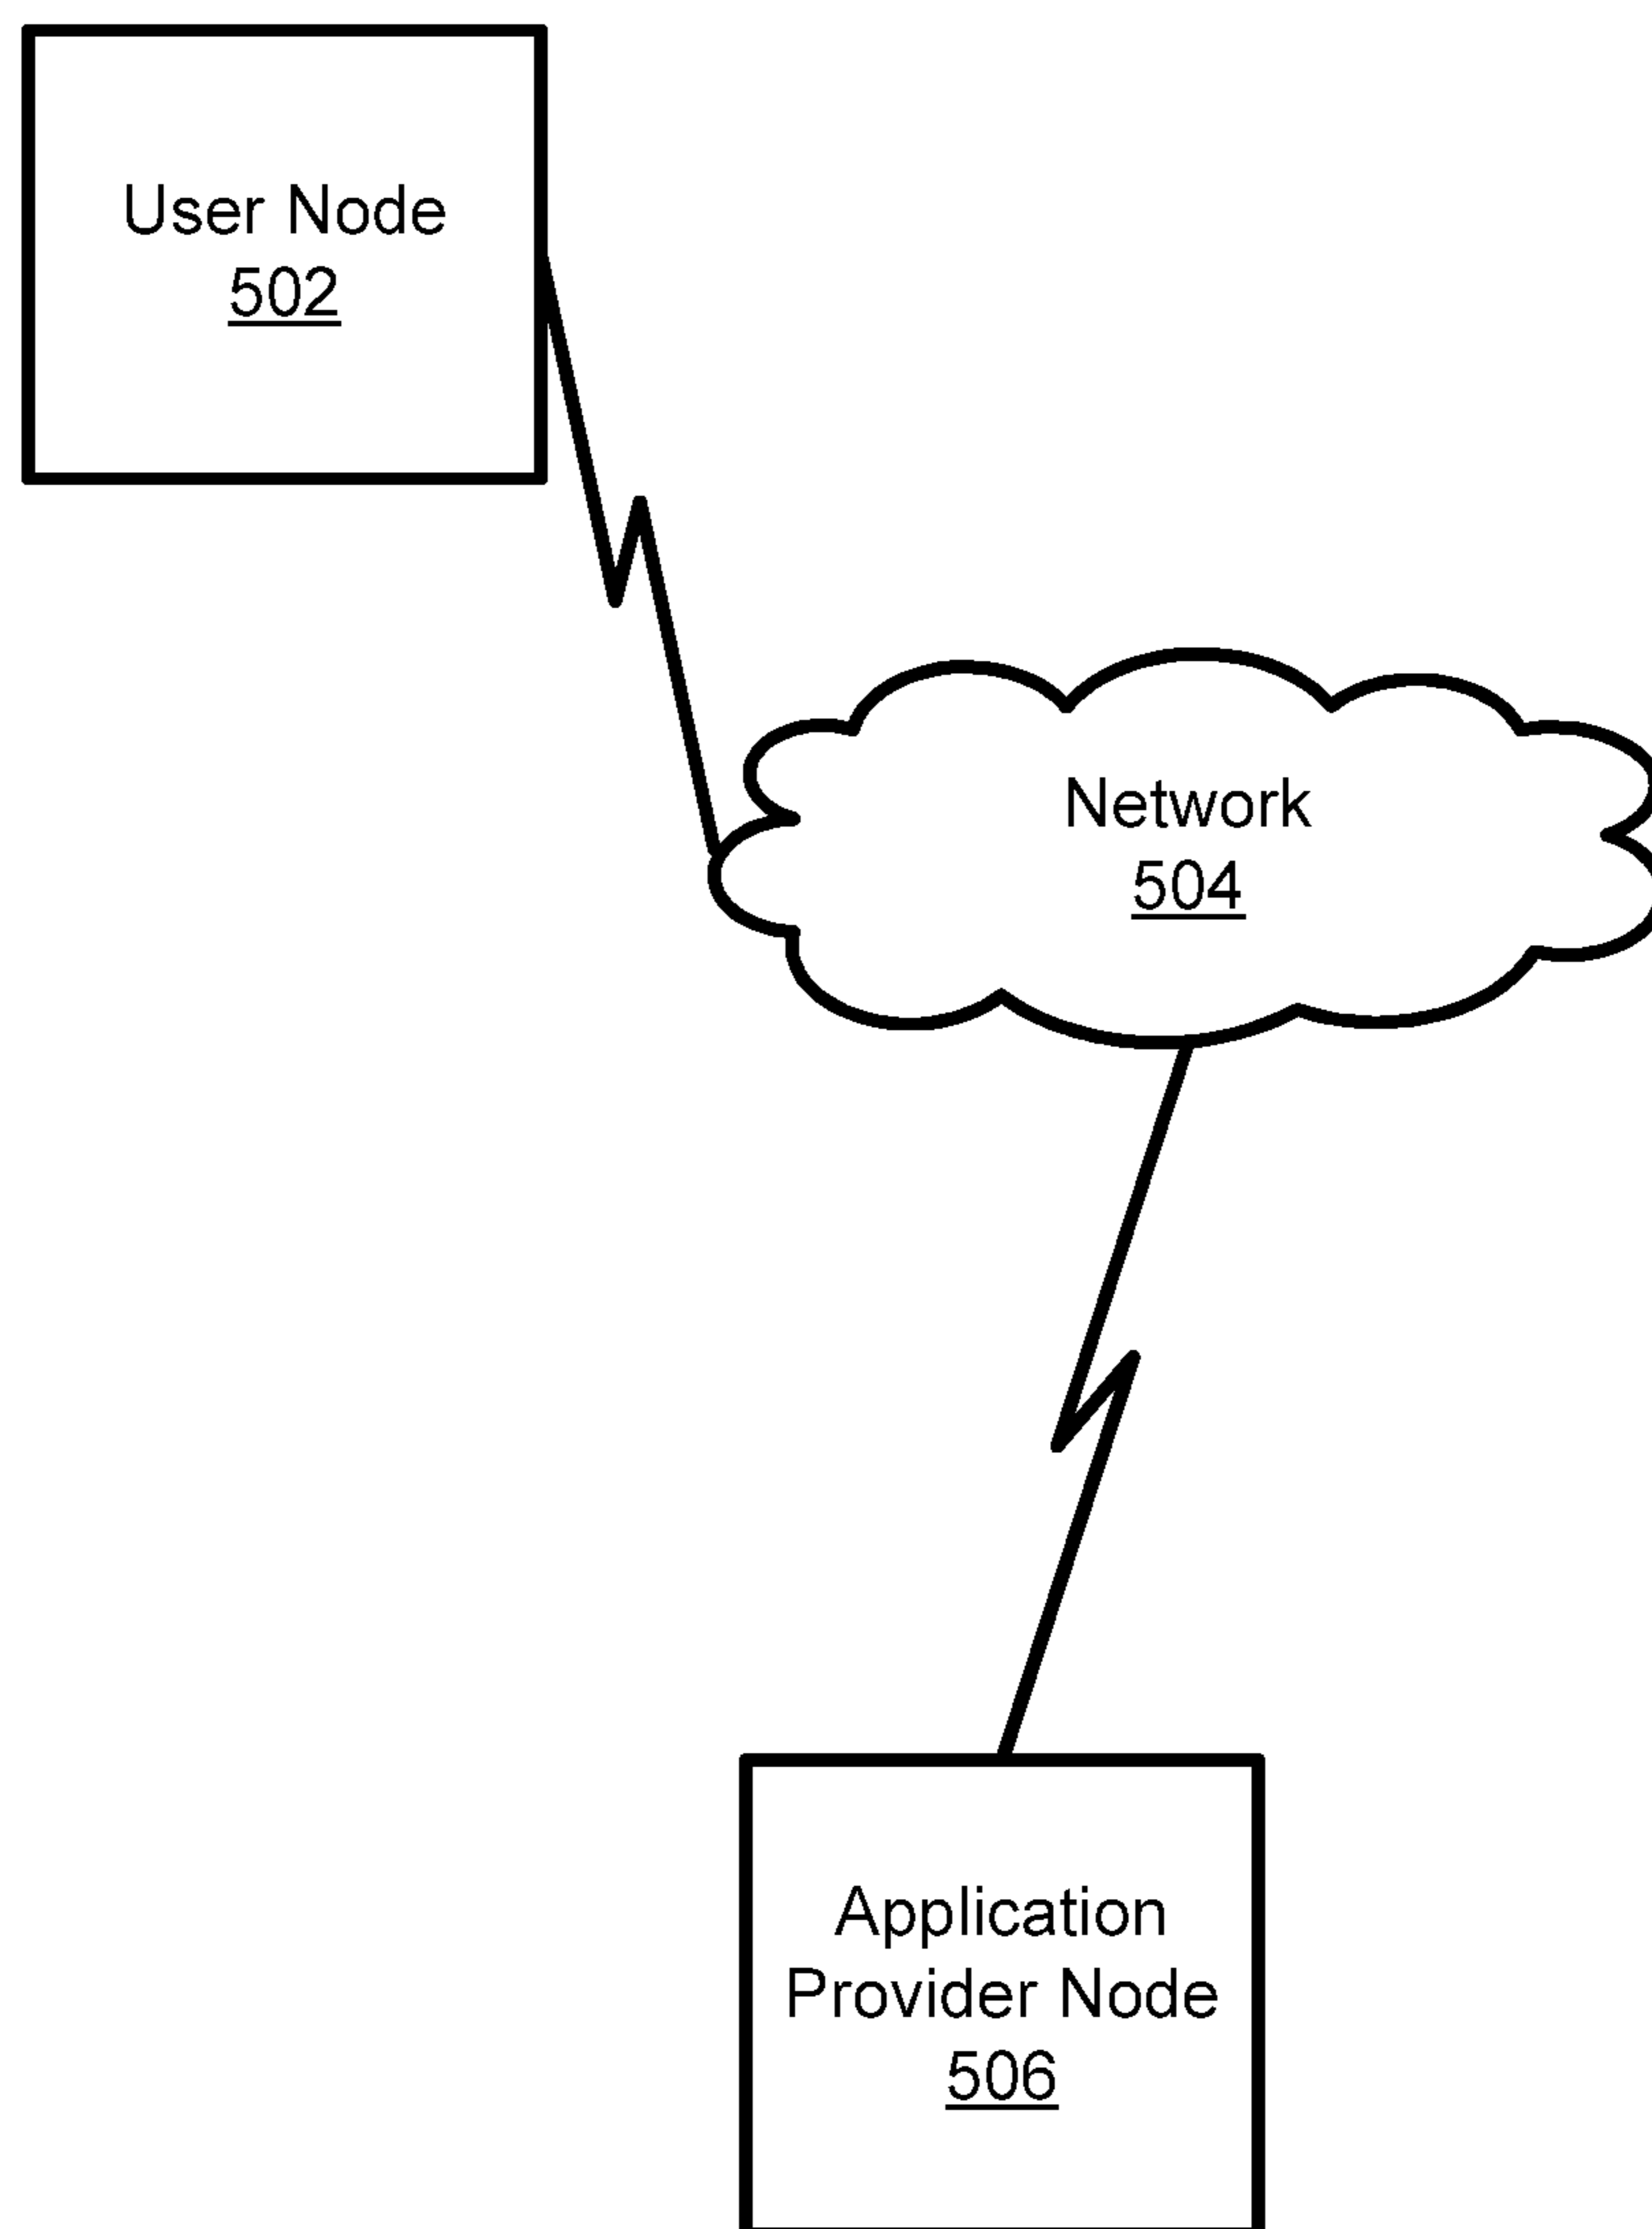 User Node
502
Network
504
Application
Provider Node
506